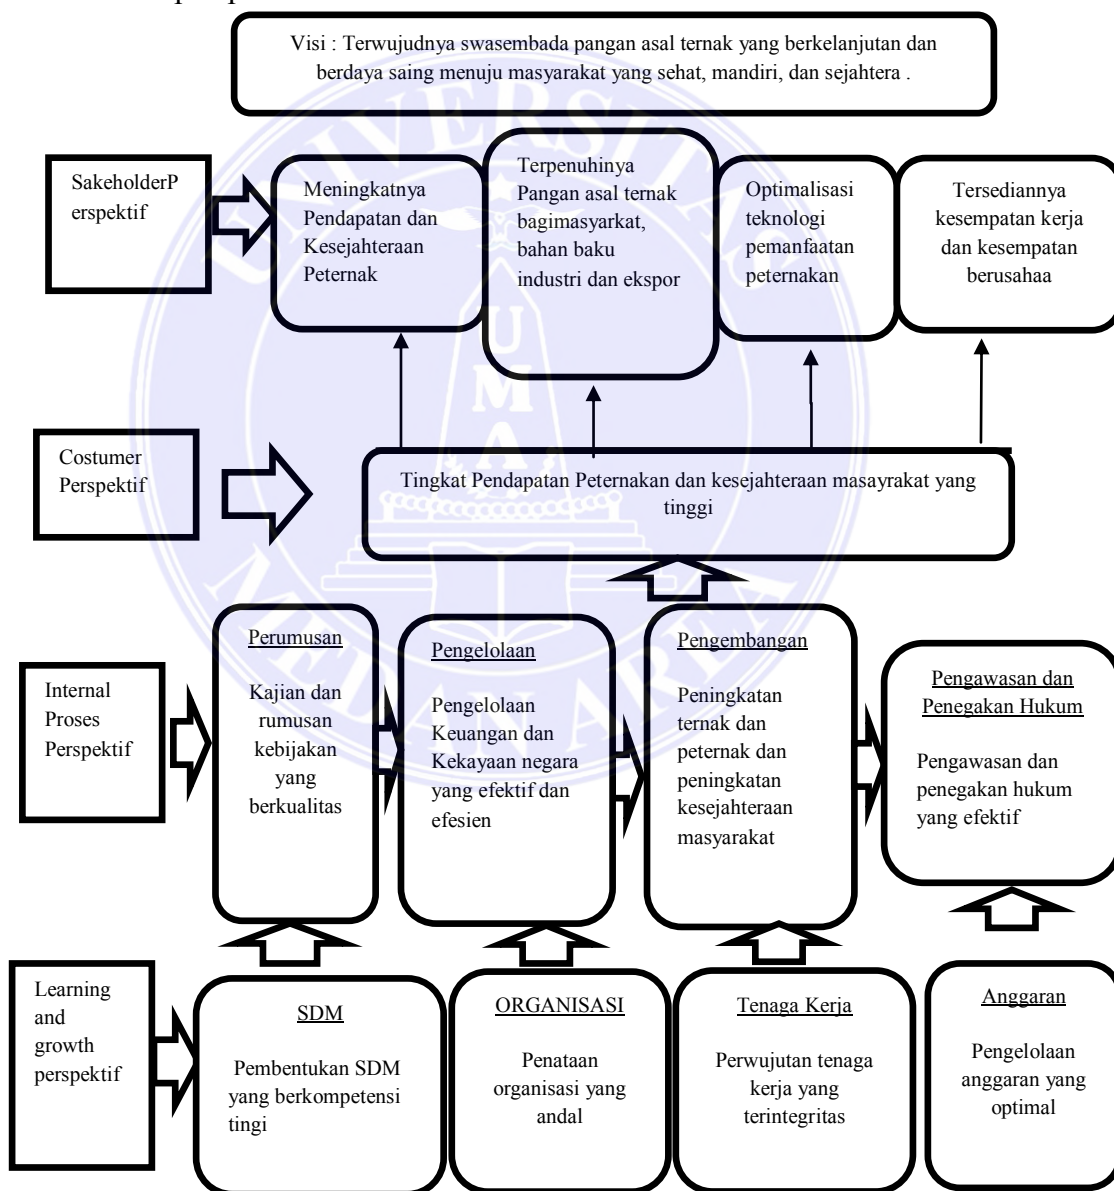 Visi : Terwujudnya swasembada pangan asal ternak yang berkelanjutan dan
berdaya saing menuju masyarakat yang sehat, mandiri, dan sejahtera .
SakeholderP
erspektif
Meningkatnya
Pendapatan dan
Kesejahteraan
Peternak
Terpenuhinya
Pangan asal ternak
bagimasyarkat,
bahan baku
industri dan ekspor
Optimalisasi
teknologi
pemanfaatan
peternakan
Tersediannya
kesempatan kerja
dan kesempatan
berusahaa
Costumer
Perspektif
Tingkat Pendapatan Peternakan dan kesejahteraan masayrakat yang
tinggi
Internal
Proses
Perspektif
Perumusan
Kajian dan
rumusan
kebijakan
yang
berkualitas
Pengelolaan
Pengelolaan
Keuangan dan
Kekayaan negara
yang efektif dan
efesien
Pengembangan
Peningkatan
ternak dan
peternak dan
peningkatan
kesejahteraan
masyarakat
Pengawasan dan
Penegakan Hukum
Pengawasan dan
penegakan hukum
yang efektif
Learning
and
growth
perspektif
SDM
Pembentukan SDM
yang berkompetensi
tingi
ORGANISASI
Penataan
organisasi yang
andal
Tenaga Kerja
Perwujutan tenaga
kerja yang
terintegritas
Anggaran
Pengelolaan
anggaran yang
optimal
UNIVERSITAS
UMA
MEDAN AREA